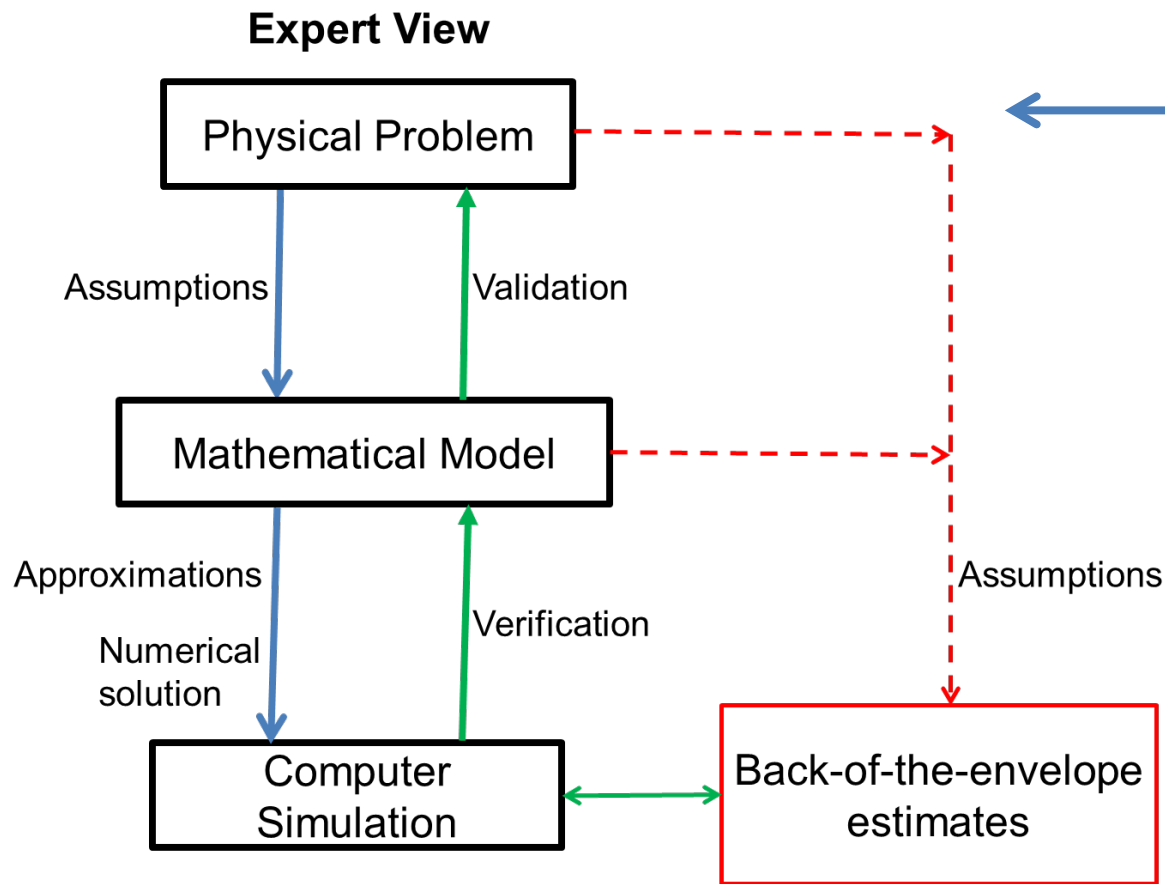 Expert View
Physical Problem
Assumptions
Validation
Mathematical Model
Approximations
Assumptions
Verification
Numerical
solution
Computer
Simulation
Back-of-the-envelope
estimates